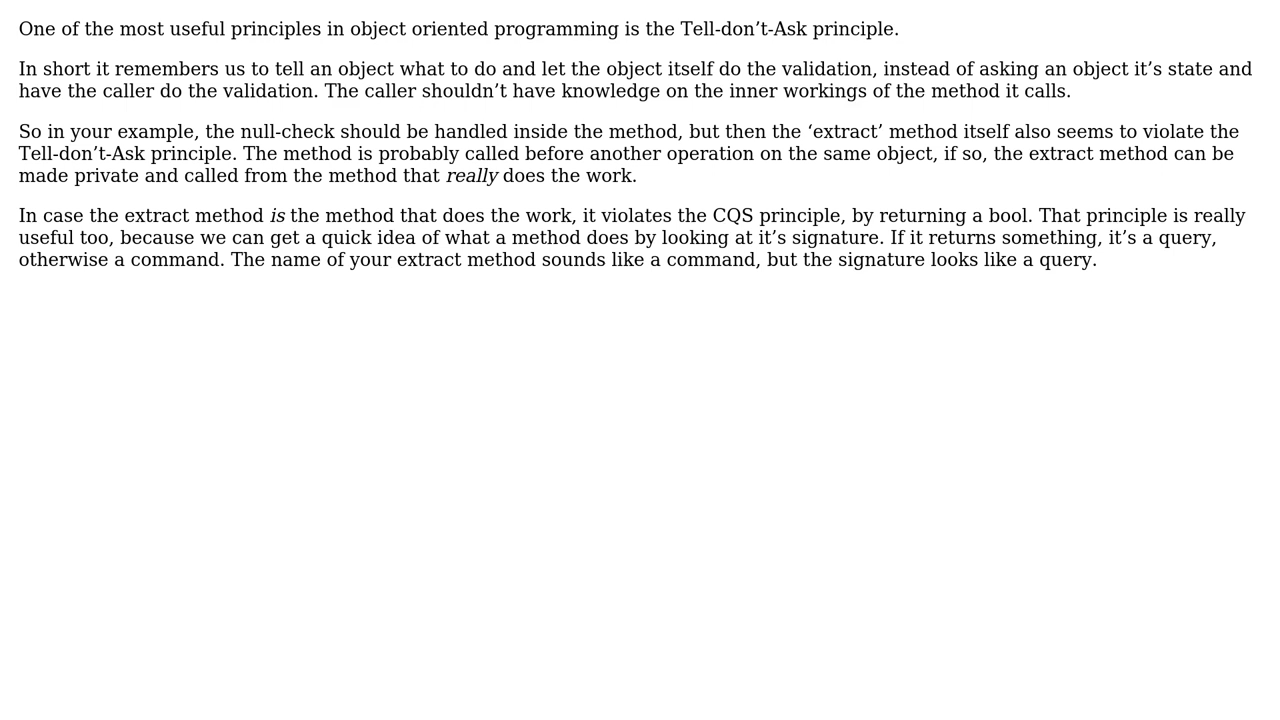 One of the most useful principles in object oriented programming is the Tell-don’t-Ask principle.
In short it remembers us to tell an object what to do and let the object itself do the validation, instead of asking an object it’s state and
have the caller do the validation. The caller shouldn’t have knowledge on the inner workings of the method it calls.
So in your example, the null-check should be handled inside the method, but then the ‘extract’ method itself also seems to violate the
Tell-don’t-Ask principle. The method is probably called before another operation on the same object, if so, the extract method can be
made private and called from the method that really does the work.
In case the extract method is the method that does the work, it violates the CQS principle, by returning a bool. That principle is really
useful too, because we can get a quick idea of what a method does by looking at it’s signature. If it returns something, it’s a query,
otherwise a command. The name of your extract method sounds like a command, but the signature looks like a query.